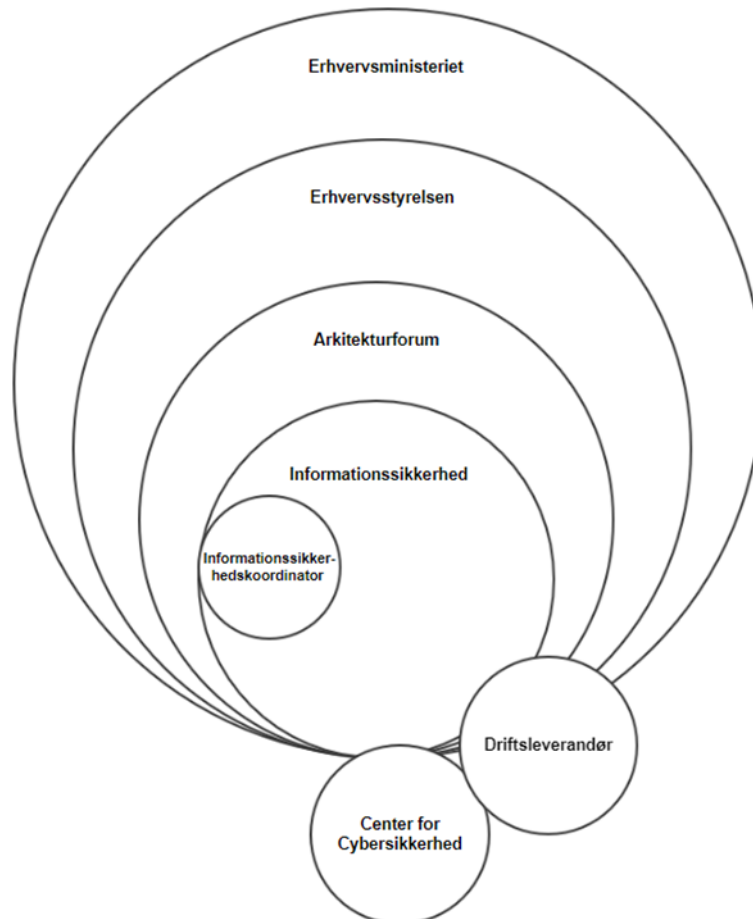 Erhvervsministeriet
Erhvervsstyrelsen
Arkitekturforum
Informationssikkerhed
Informationssikker-
hedskoordinator
Driftsleverandør
Center for
Cybersikkerhed